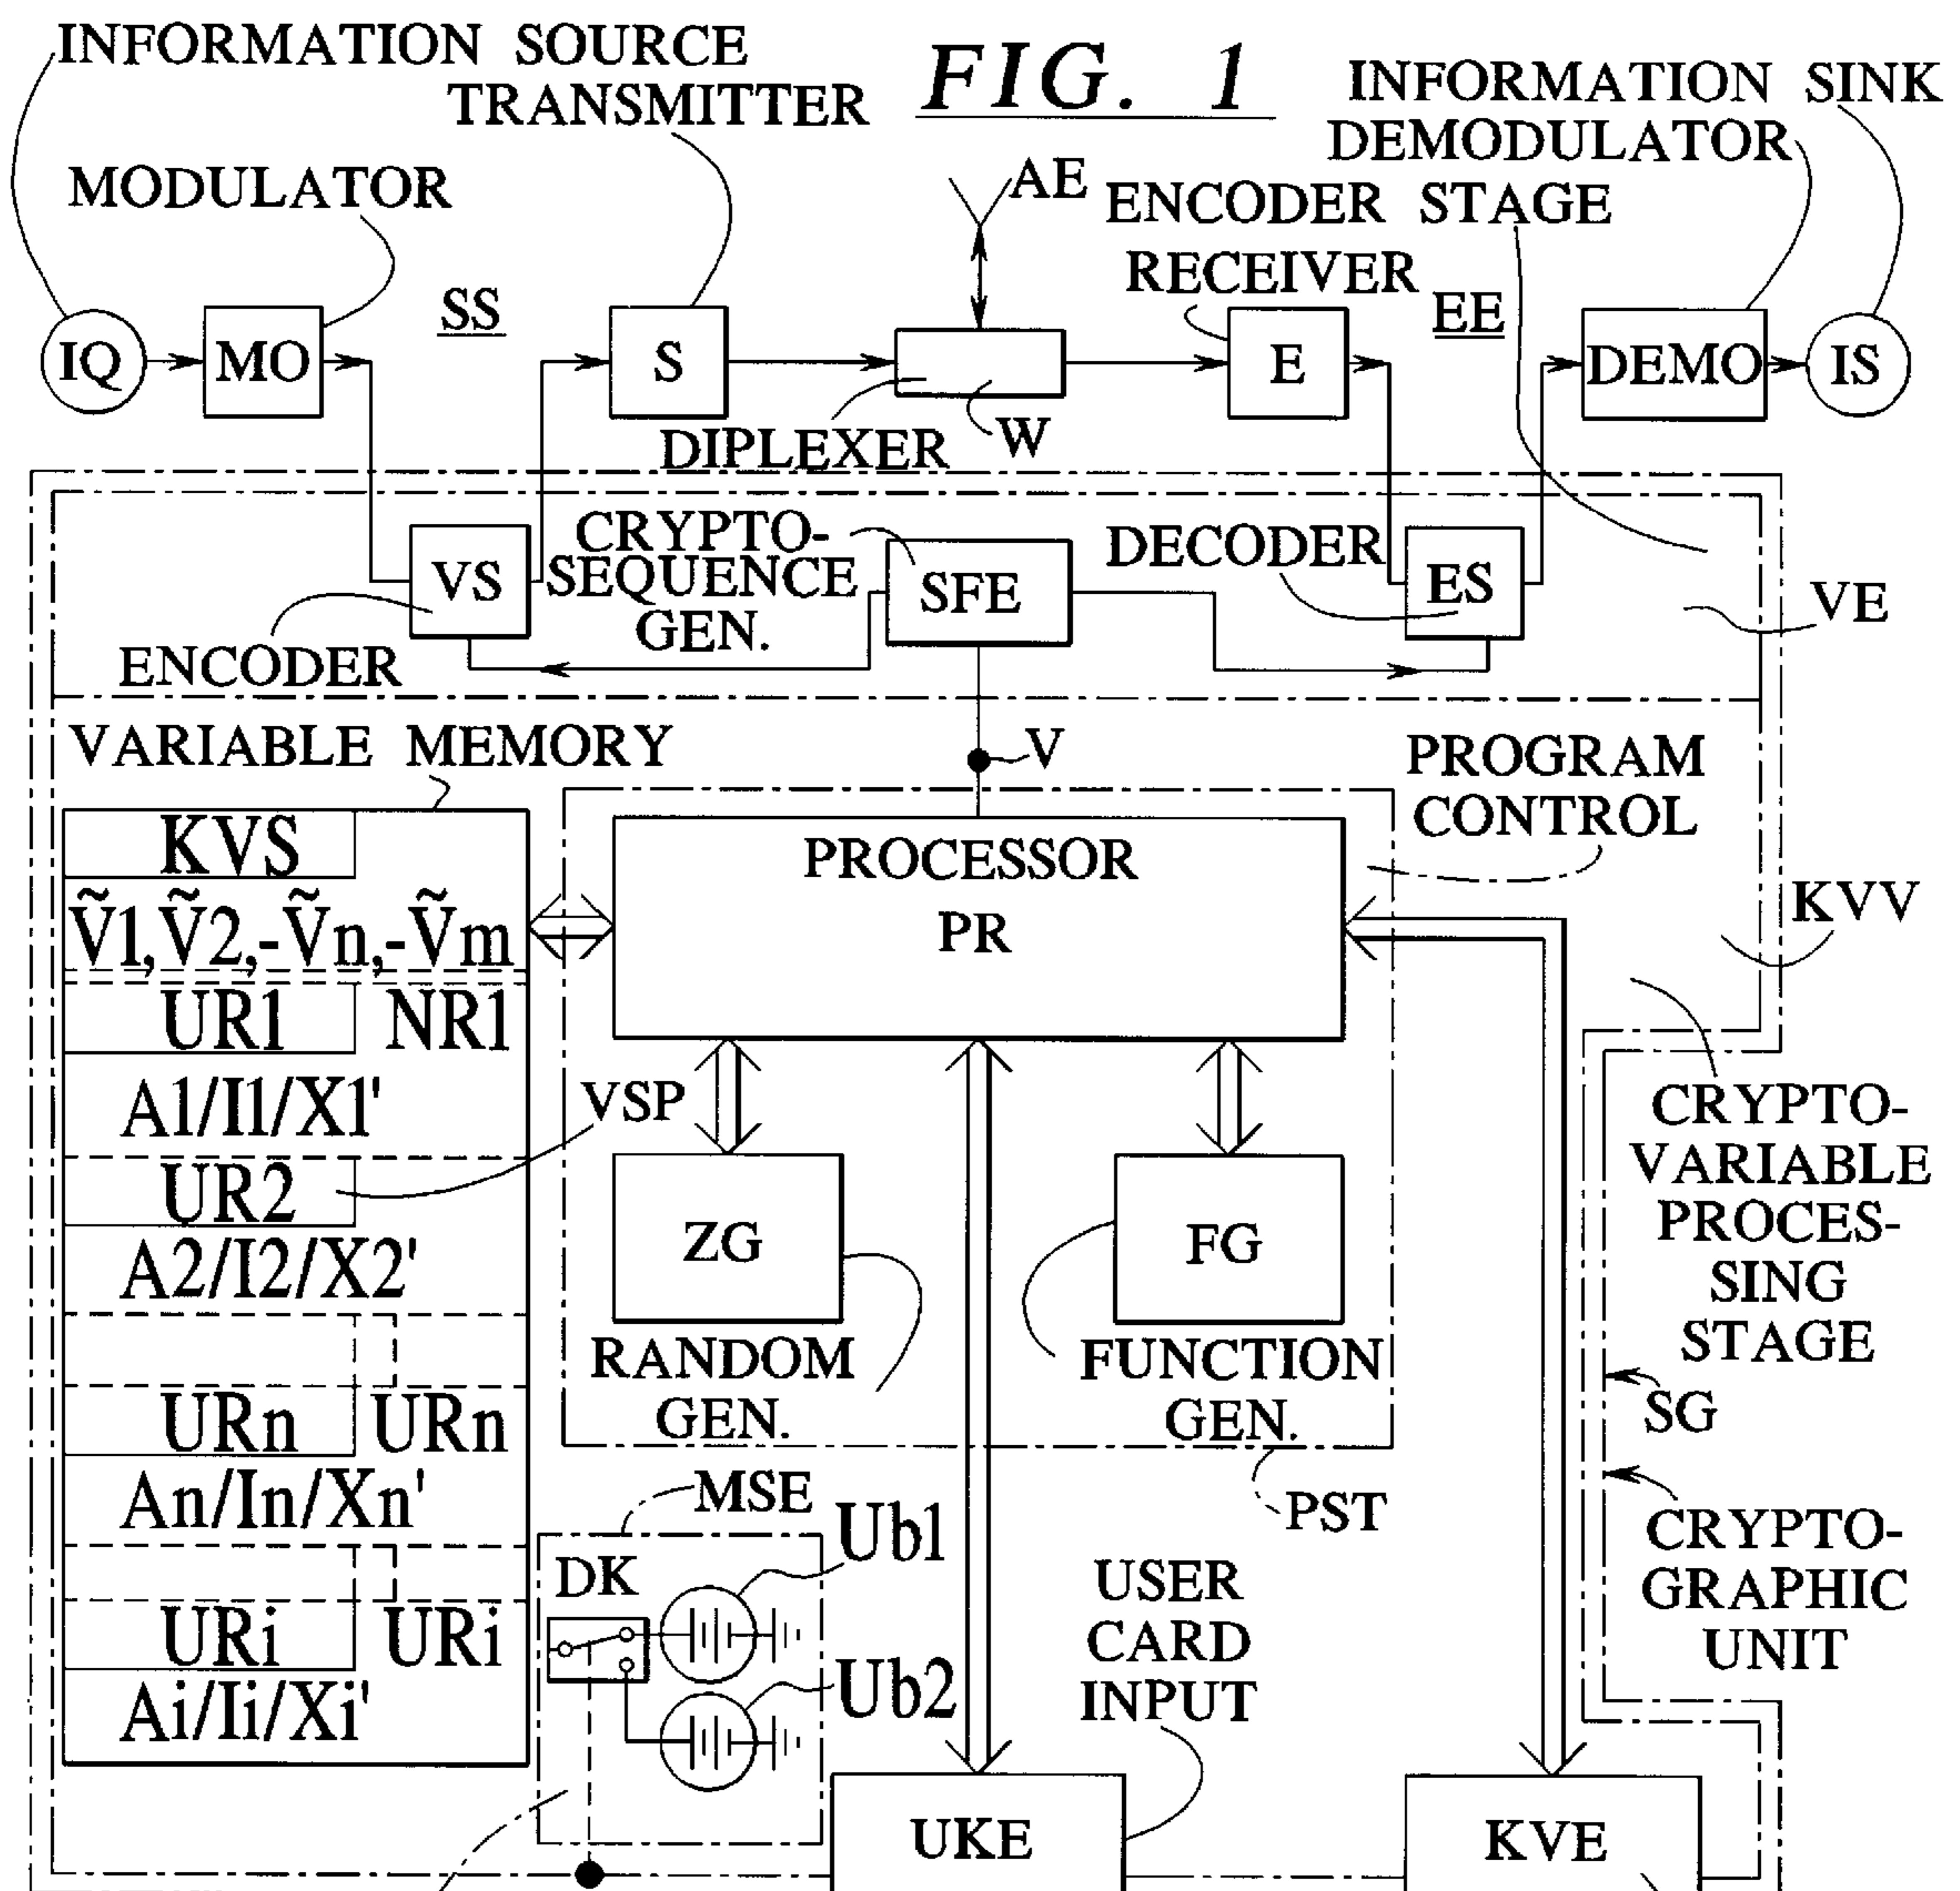 INFORMATION SOURCE
TRANSMITTER
FIG. 1
INFORMATION SINK
DEMODULATOR
MODULATOR
AE
ENCODER STAGE
RECEIVER
SS
EE
IQ
MO
S
E
DEMO
IS
DIPLEXER
W
CRYPTO-
SEQUENCE
GEN.
VS
SFE
DECODER
ES
VE
ENCODER
VARIABLE MEMORY
V
PROGRAM
CONTROL
KVS
PROCESSOR
PR
KVV
Ṽ1,Ṽ2,-Ṽn,-Ṽm
UR1 NR1
A1/I1/X1'
VSP
UR2
A2/I2/X2'
ZG
FG
CRYPTO-
VARIABLE
PROCES-
SING
STAGE
RANDOM
GEN.
FUNCTION
GEN.
SG
URn URn
An/In/Xn'
MSE
Ub1
PST
CRYPTO-
GRAPHIC
UNIT
DK
USER
CARD
INPUT
URi URi
Ai/Ii/Xi'
Ub2
UKE
KVE